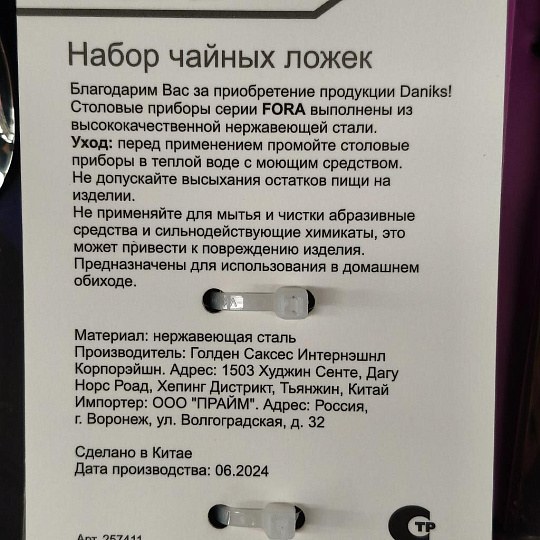 Набор чайных ложек
Благодарим Вас за приобретение продукции Daniks!
Столовые приборы серии FORA выполнены из
высококачественной нержавеющей стали.
Уход: перед применением промойте столовые
приборы в теплой воде с моющим средством.
Не допускайте высыхания остатков пищи на
изделии.
Не применяйте для мытья и чистки абразивные
средства и сильнодействующие химикаты, это
может привести к повреждению изделия.
Предназначены для использования в домашнем
обиходе.
Материал: нержавеющая сталь
Производитель: Голден Саксес Интернэшнл
Корпорэйшн. Адрес: 1503 Худжин Сенте, Дагу
Норс Роад, Хепинг Дистрикт, Тьянжин, Китай
Импортер: ООО "ПРАЙМ". Адрес: Россия,
г. Воронеж, ул. Волгоградская, д. 32
Сделано в Китае
Дата производства: 06.2024
Арт. 257411
СТР